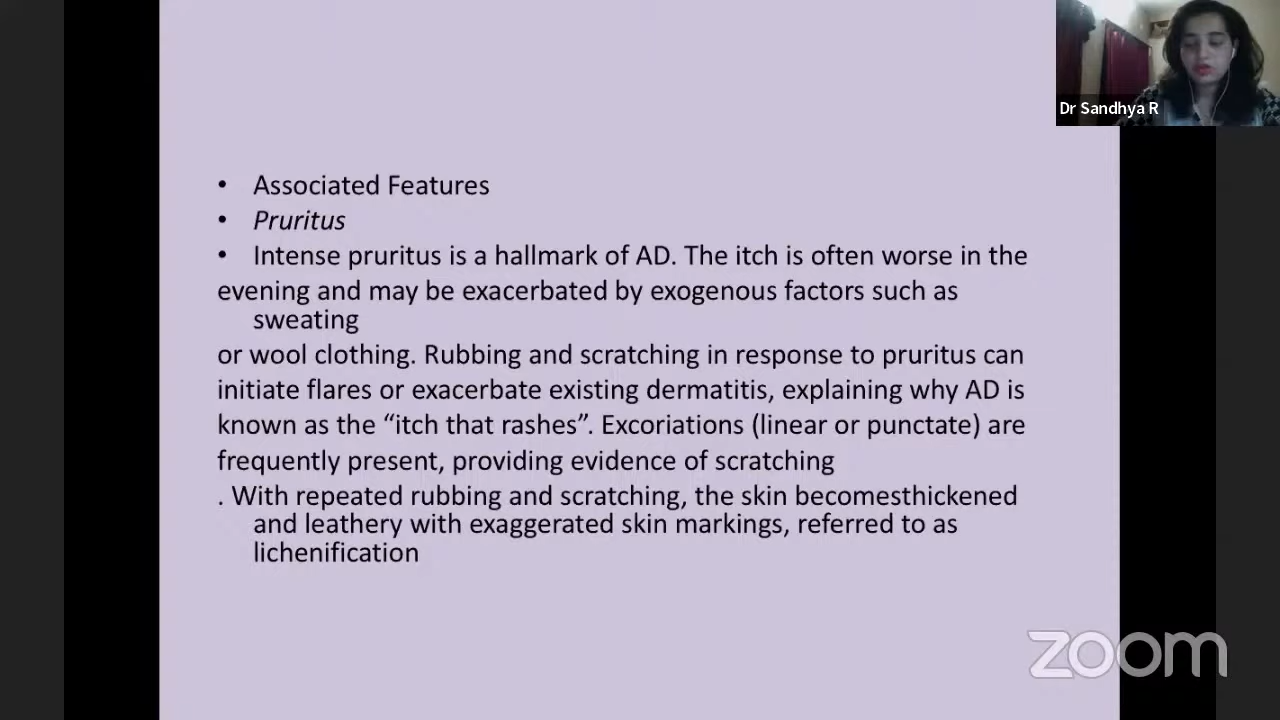 Dr Sandhya R
• Associated Features
• Pruritus
• Intense pruritus is a hallmark of AD. The itch is often worse in the
evening and may be exacerbated by exogenous factors such as
sweating
or wool clothing. Rubbing and scratching in response to pruritus can
initiate flares or exacerbate existing dermatitis, explaining why AD is
known as the “itch that rashes”. Excoriations (linear or punctate) are
frequently present, providing evidence of scratching
. With repeated rubbing and scratching, the skin becomesthickened
and leathery with exaggerated skin markings, referred to as
lichenification
zoom